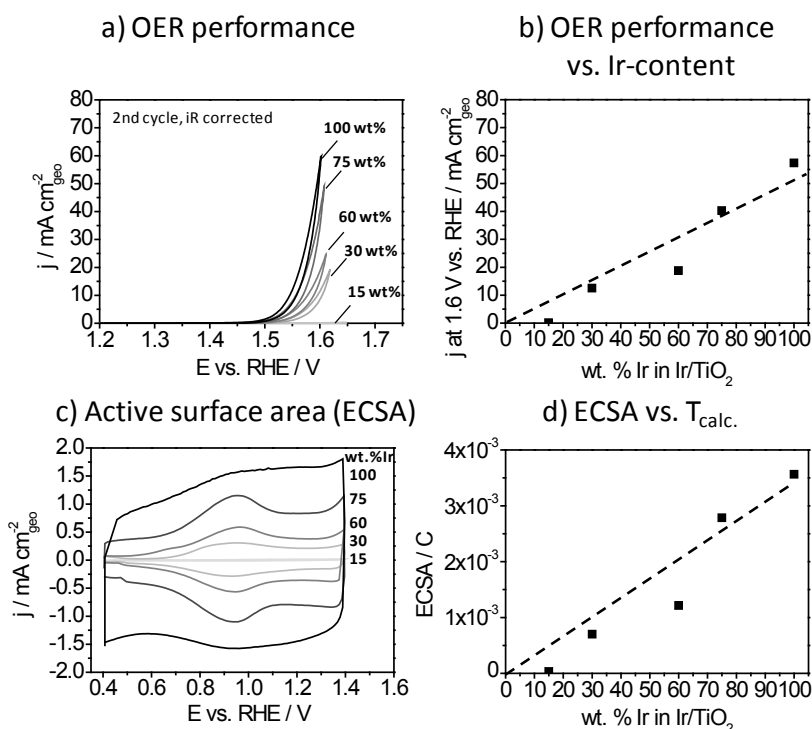 a) OER performance
80
70
60
50
40
30
20
10
0
j / mA cm⁻²geo
2nd cycle, iR corrected
100 wt%
75 wt%
60 wt%
30 wt%
15 wt%
1.2 1.3 1.4 1.5 1.6 1.7
E vs. RHE / V
b) OER performance
vs. Ir-content
j at 1.6 V vs. RHE / mA cm⁻²geo
80
70
60
50
40
30
20
10
0
0 10 20 30 40 50 60 70 80 90 100
wt. % Ir in Ir/TiO₂
c) Active surface area (ECSA)
j / mA cm⁻²geo
2.0
1.5
1.0
0.5
0.0
-0.5
-1.0
-1.5
-2.0
wt.%Ir
100
75
60
30
15
0.4 0.6 0.8 1.0 1.2 1.4 1.6
E vs. RHE / V
d) ECSA vs. Tcalc.
ECSA / C
4x10⁻³
3x10⁻³
2x10⁻³
1x10⁻³
0
0 10 20 30 40 50 60 70 80 90 100
wt. % Ir in Ir/TiO₂